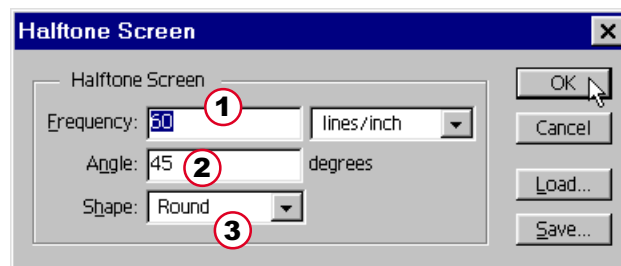 Halftone Screen
Halftone Screen
Frequency: 60 lines/inch
1
Angle: 45 degrees
2
Shape: Round
3
OK
Cancel
Load...
Save...